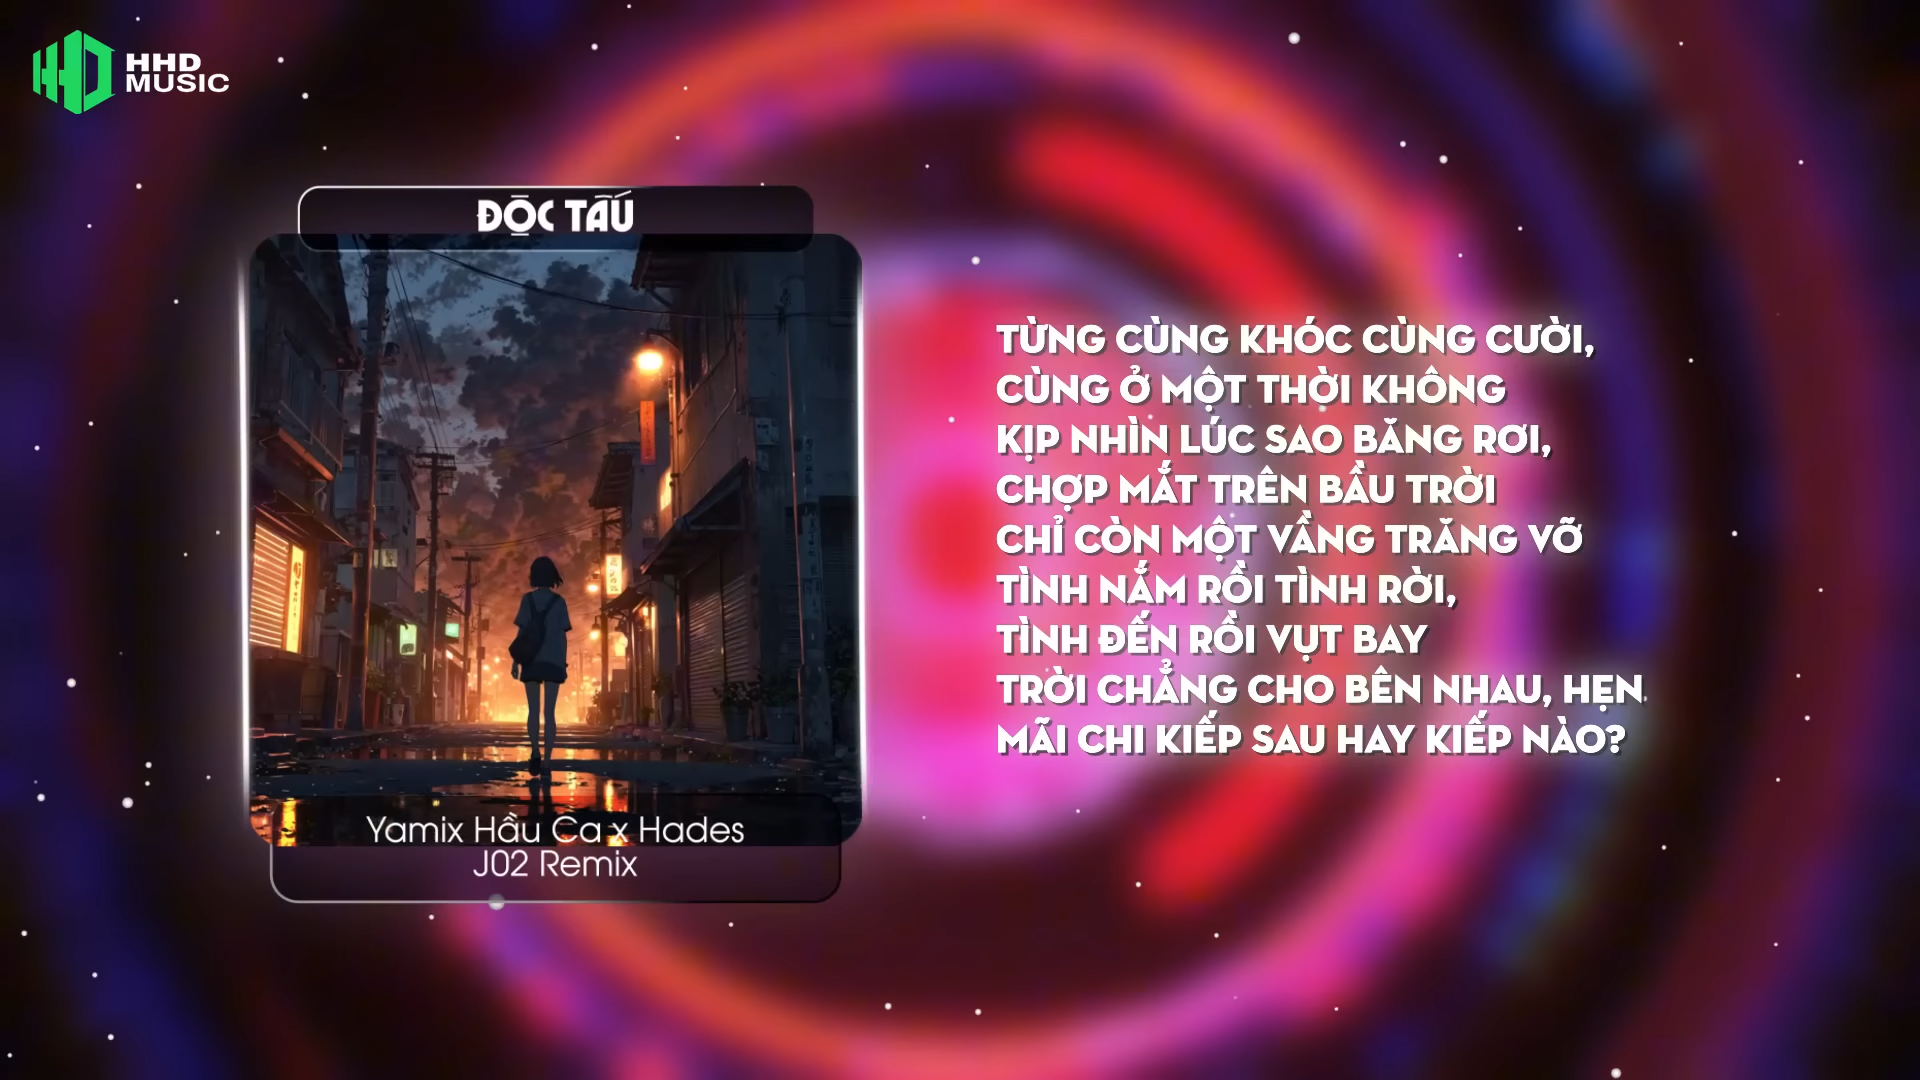 HHD
MUSIC
ĐỘC TẤU
Yamix Hầu Ca x Hades
J02 Remix
TỪNG CÙNG KHÓC CÙNG CƯỜI,
CÙNG Ở MỘT THỜI KHÔNG
KỊP NHÌN LÚC SAO BĂNG RƠI,
CHỢP MẮT TRÊN BẦU TRỜI
CHỈ CÒN MỘT VẦNG TRĂNG VỠ
TÌNH NẮM RỒI TÌNH RỜI,
TÌNH ĐẾN RỒI VỤT BAY
TRỜI CHẲNG CHO BÊN NHAU, HẸN
MÃI CHI KIẾP SAU HAY KIẾP NÀO?